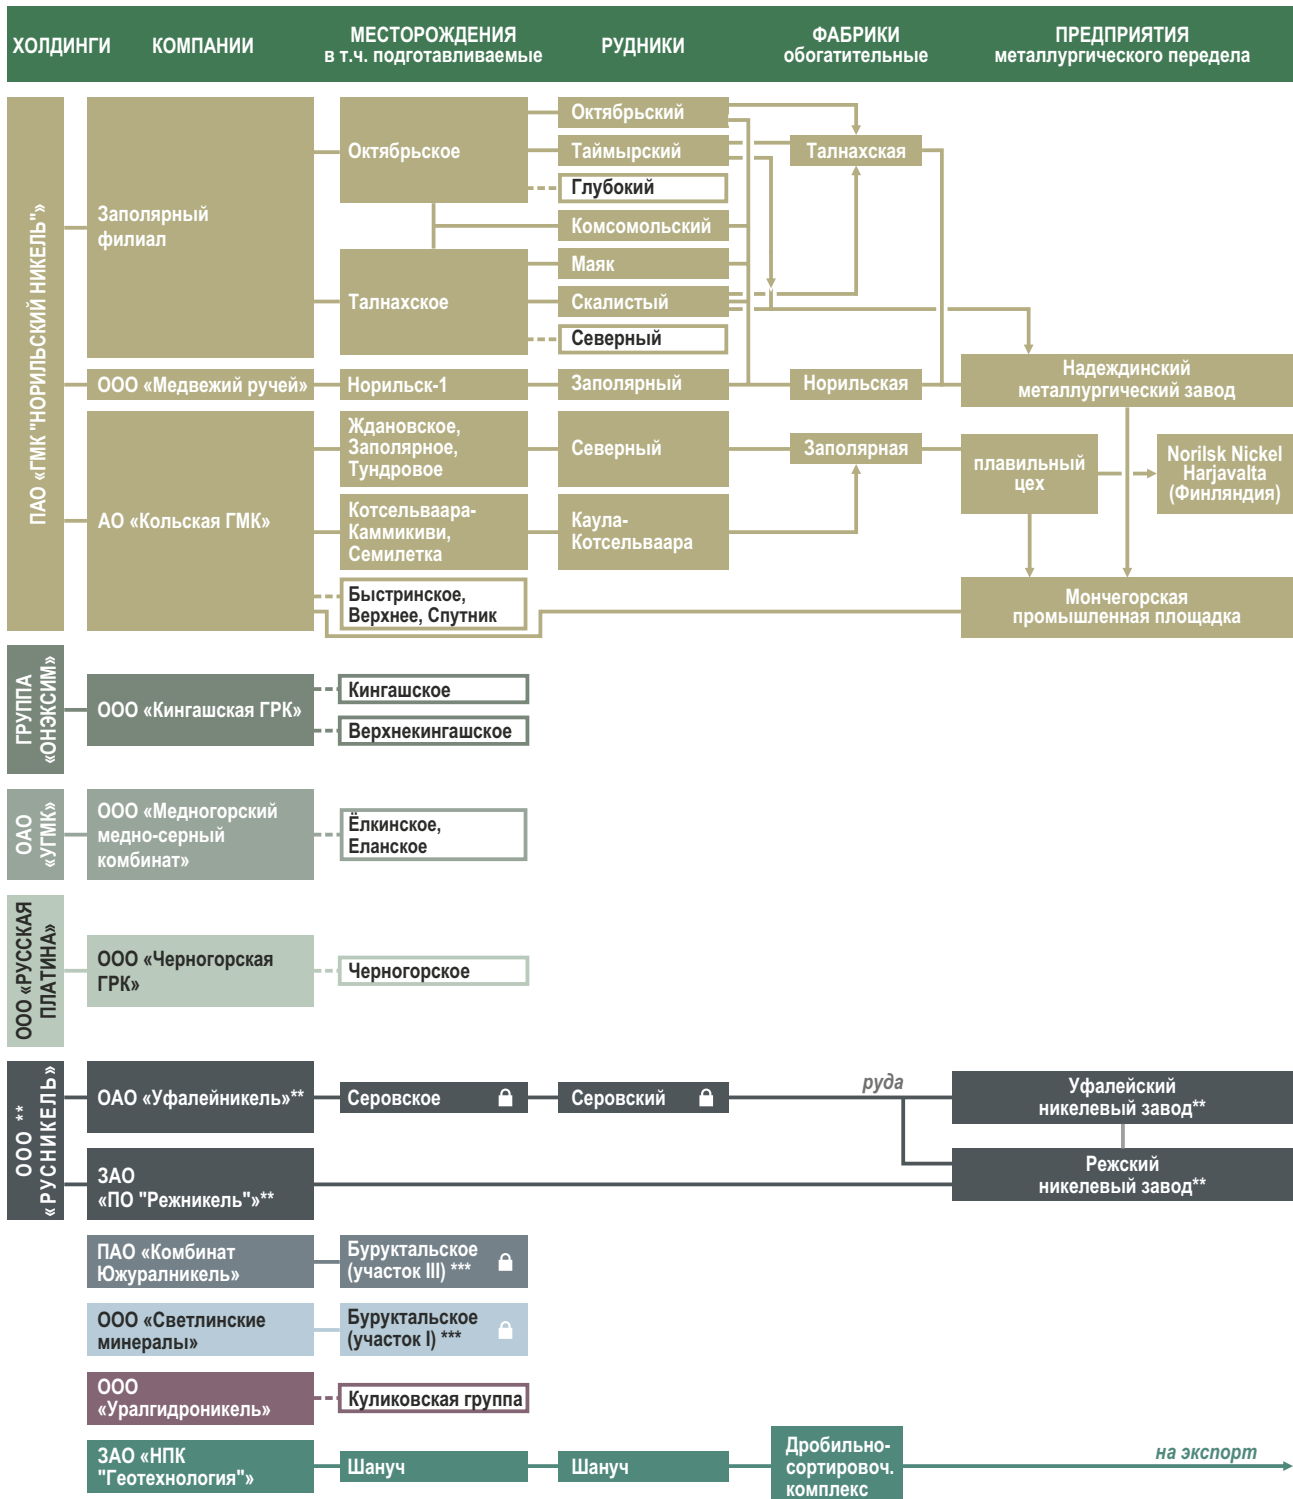 ХОЛДИНГИ
КОМПАНИИ
МЕСТОРОЖДЕНИЯ
в т.ч. подготавливаемые
РУДНИКИ
ФАБРИКИ
обогатительные
ПРЕДПРИЯТИЯ
металлургического передела
ПАО «ГМК "НОРИЛЬСКИЙ НИКЕЛЬ"»
Заполярный
филиал
Октябрьское
Октябрьский
Таймырский
Глубокий
Комсомольский
Талнахская
Талнахское
Маяк
Скалистый
Северный
ООО «Медвежий ручей»
Норильск-1
Заполярный
Норильская
Надеждинский
металлургический завод
АО «Кольская ГМК»
Ждановское,
Заполярное,
Тундровое
Северный
Заполярная
плавильный
цех
Norilsk Nickel
Harjavalta
(Финляндия)
Котсельваара-
Каммикиви,
Семилетка
Каула-
Котсельваара
Быстринское,
Верхнее, Спутник
Мончегорская
промышленная площадка
ГРУППА
«ОНЭКСИМ»
ООО «Кингашская ГРК»
Кингашское
Верхнекингашское
ОАО
«УГМК»
ООО «Медногорский
медно-серный
комбинат»
Ёлкинское,
Еланское
ООО «РУССКАЯ
ПЛАТИНА»
ООО «Черногорская
ГРК»
Черногорское
ООО **
«РУСНИКЕЛЬ»
ОАО «Уфалейникель»**
Серовское
Серовский
руда
Уфалейский
никелевый завод**
ЗАО
«ПО "Режникель"»**
Режский
никелевый завод**
ПАО «Комбинат
Южуралникель»
Буруктальское
(участок III) ***
ООО «Светлинские
минералы»
Буруктальское
(участок I) ***
ООО
«Уралгидроникель»
Куликовская группа
ЗАО «НПК
"Геотехнология"»
Шануч
Шануч
Дробильно-
сортировоч.
комплекс
на экспорт